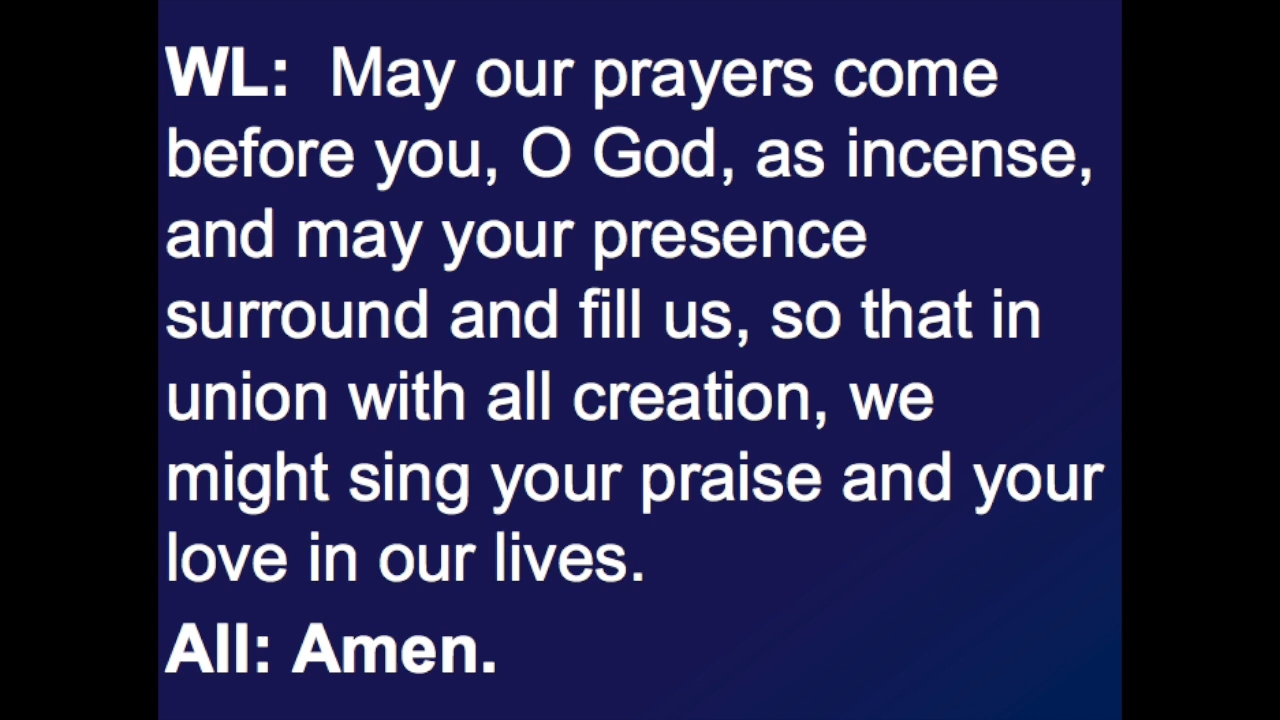 WL:  May our prayers come
before you, O God, as incense,
and may your presence
surround and fill us, so that in
union with all creation, we
might sing your praise and your
love in our lives.
All: Amen.